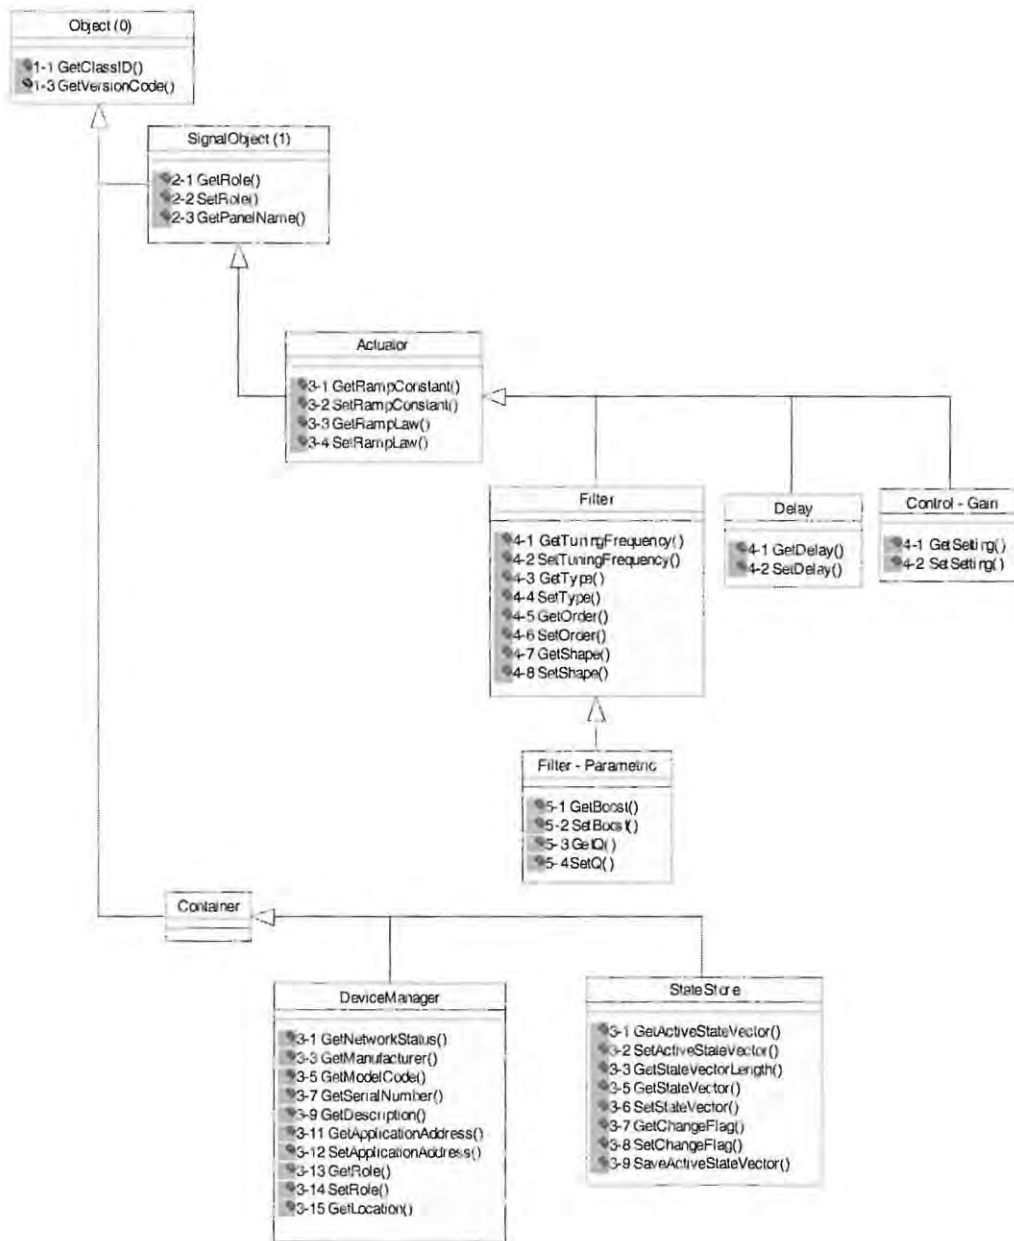 Object (0)
1-1 GetClassID()
1-3 GetVersionCode()
SignalObject (1)
2-1 GetRole()
2-2 SetRole()
2-3 GetPanelName()
Actuator
3-1 GetRampConstant()
3-2 SetRampConstant()
3-3 GetRampLaw()
3-4 SetRampLaw()
Filter
4-1 GetTuningFrequency()
4-2 SetTuningFrequency()
4-3 GetType()
4-4 SetType()
4-5 GetOrder()
4-6 SetOrder()
4-7 GetShape()
4-8 SetShape()
Delay
4-1 GetDelay()
4-2 SetDelay()
Control - Gain
4-1 GetSetting()
4-2 SetSetting()
Filter - Parametric
5-1 GetBoost()
5-2 SetBoost()
5-3 GetQ()
5-4 SetQ()
Container
DeviceManager
3-1 GetNetworkStatus()
3-3 GetManufacturer()
3-5 GetModelCode()
3-7 GetSerialNumber()
3-9 GetDescription()
3-11 GetApplicationAddress()
3-12 SetApplicationAddress()
3-13 GetRole()
3-14 SetRole()
3-15 GetLocation()
StateStore
3-1 GetActiveStateVector()
3-2 SetActiveStateVector()
3-3 GetStateVectorLength()
3-5 GetStateVector()
3-6 SetStateVector()
3-7 GetChangeFlag()
3-8 SetChangeFlag()
3-9 SaveActiveStateVector()